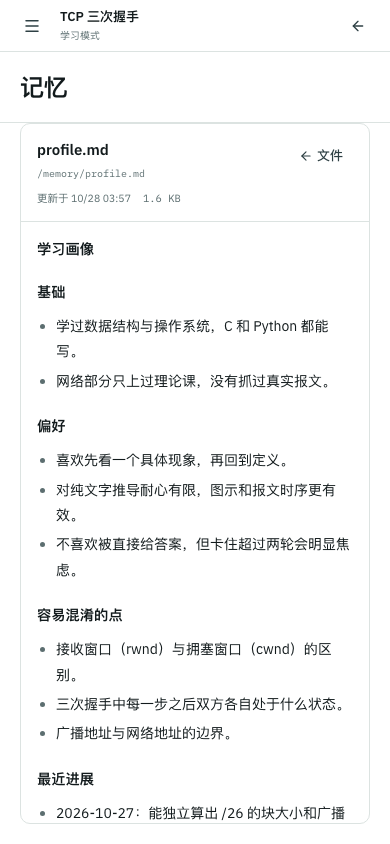 TCP 三次握手
学习模式
记忆
profile.md
← 文件
/memory/profile.md
更新于 10/28 03:57 1.6 KB
学习画像
基础
学过数据结构与操作系统，C 和 Python 都能
写。
网络部分只上过理论课，没有抓过真实报文。
偏好
喜欢先看一个具体现象，再回到定义。
对纯文字推导耐心有限，图示和报文时序更有
效。
不喜欢被直接给答案，但卡住超过两轮会明显焦
虑。
容易混淆的点
接收窗口（rwnd）与拥塞窗口（cwnd）的区
别。
三次握手中每一步之后双方各自处于什么状态。
广播地址与网络地址的边界。
最近进展
2026-10-27：能独立算出 /26 的块大小和广播